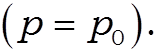 (p = p₀).